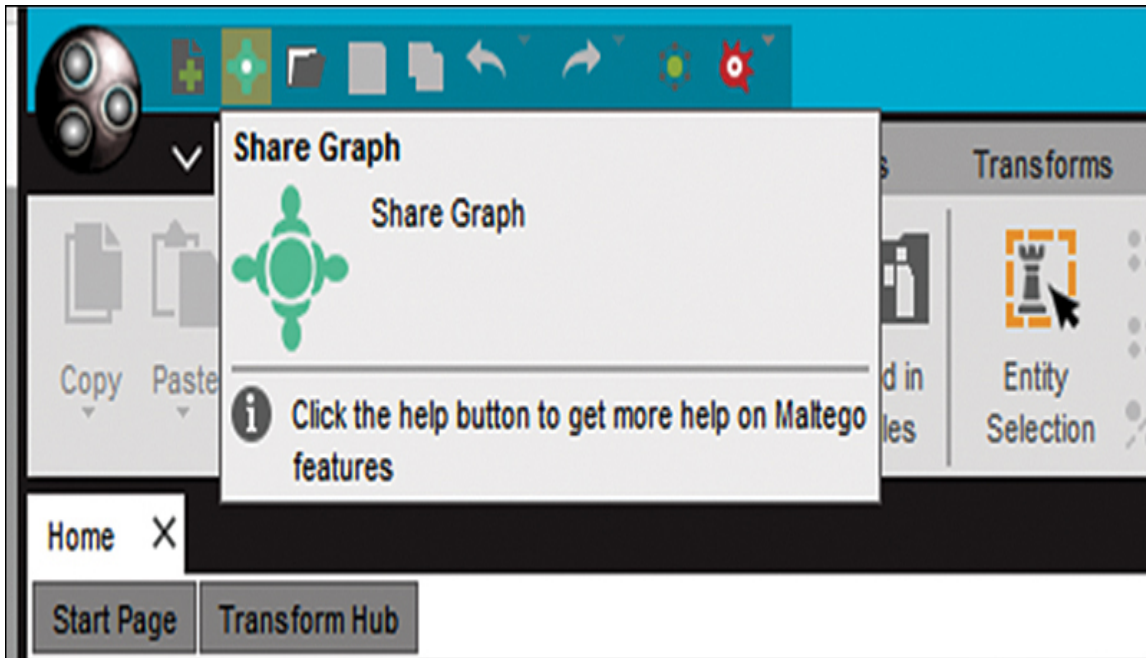 Share Graph
Share Graph
Transforms
Copy
Paste
Entity
Selection
Click the help button to get more help on Maltego
features
Home
Start Page
Transform Hub